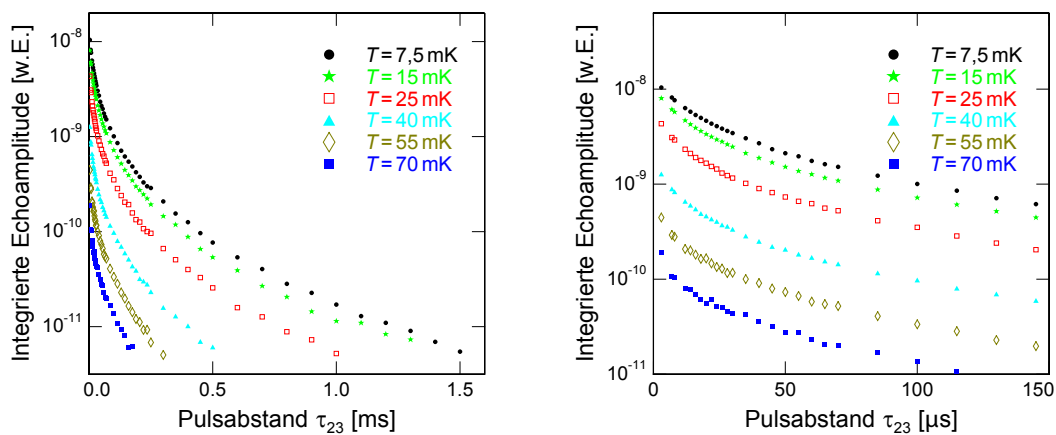 Integrierte Echoamplitude [w.E.]
10⁻⁸
10⁻⁹
10⁻¹⁰
10⁻¹¹
T = 7,5 mK
T = 15 mK
T = 25 mK
T = 40 mK
T = 55 mK
T = 70 mK
0.0 0.5 1.0 1.5
Pulsabstand τ₂₃ [ms]
Integrierte Echoamplitude [w.E.]
10⁻⁸
10⁻⁹
10⁻¹⁰
10⁻¹¹
T = 7,5 mK
T = 15 mK
T = 25 mK
T = 40 mK
T = 55 mK
T = 70 mK
0 50 100 150
Pulsabstand τ₂₃ [µs]